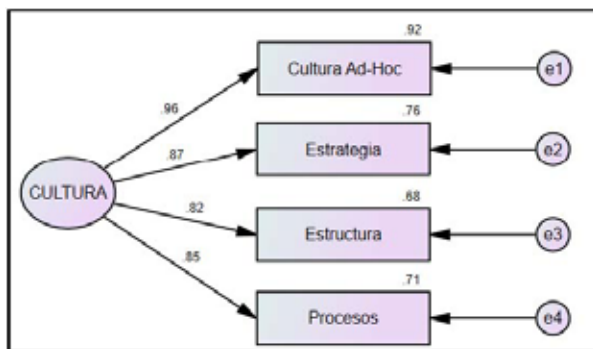 .92
Cultura Ad-Hoc
e1
.96
.76
Estrategia
e2
.87
CULTURA
.82
.68
Estructura
e3
.85
.71
Procesos
e4